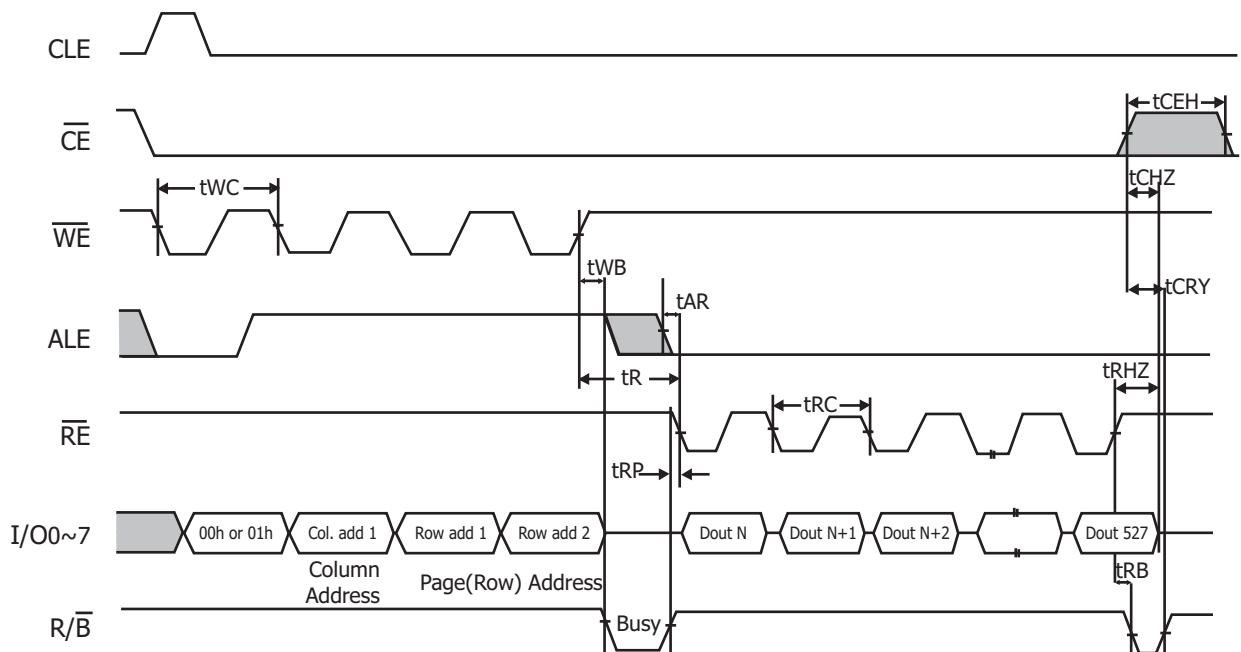 CLE
tCEH
CE
tCHZ
tWC
WE
tWB
tCRY
tAR
ALE
tR
tRHZ
tRC
RE
tRP
I/O0~7
00h or 01h
Col. add 1
Row add 1
Row add 2
Dout N
Dout N+1
Dout N+2
Dout 527
Column
Address
Page(Row) Address
tRB
R/B
Busy